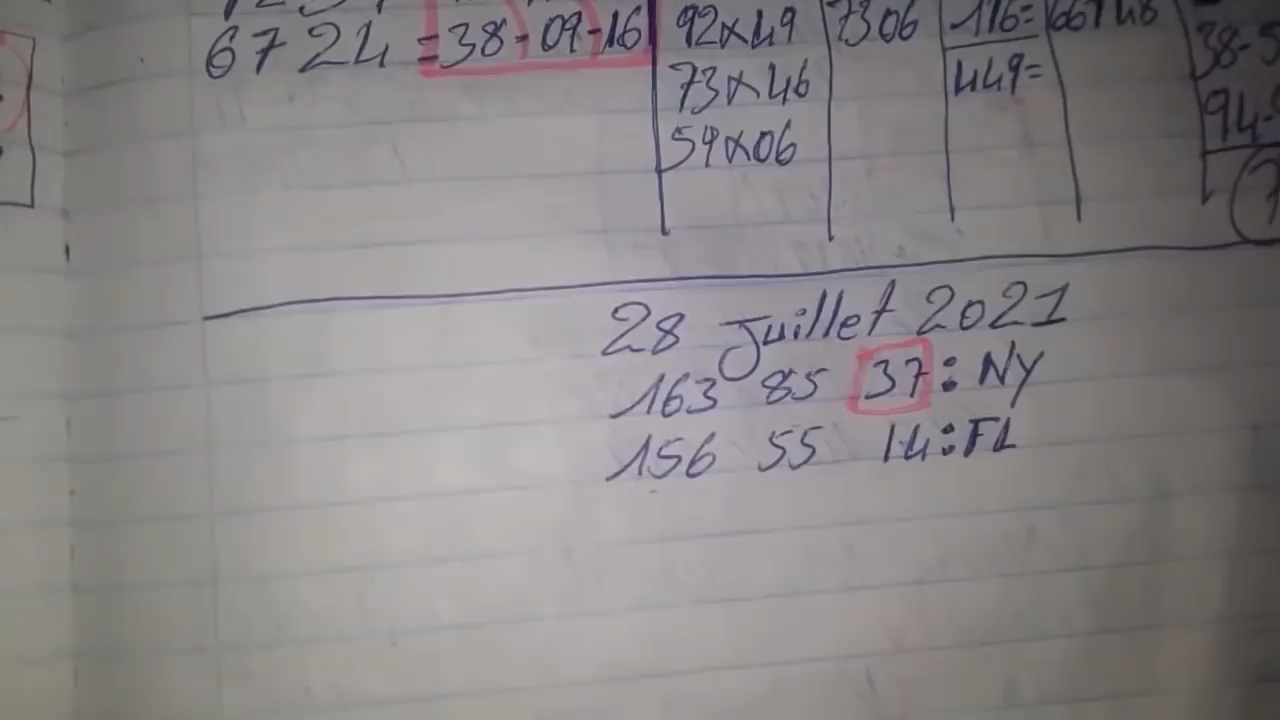 6724 = 38-09-16 92x49 7306 116=
73x46 449=
59x06
28 Juillet 2021
163 85 37: NY
156 55 14: FL